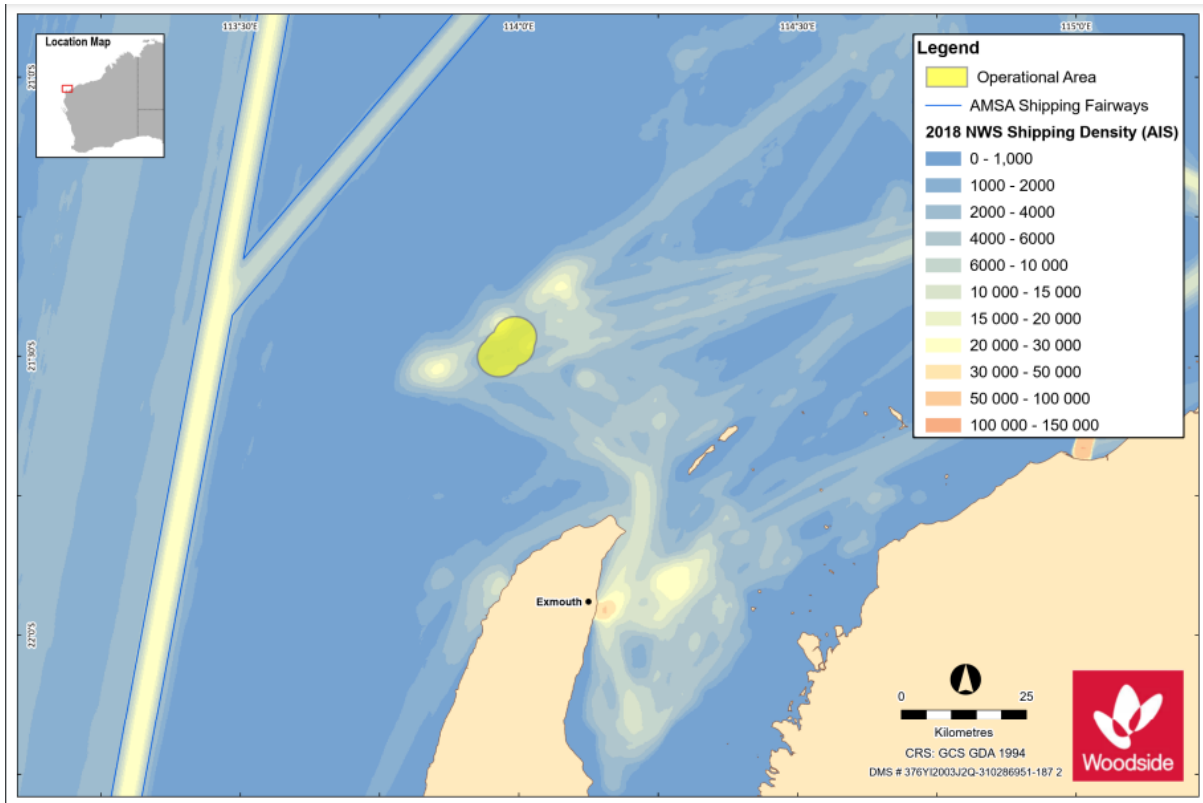 113°30'E
114°0'E
114°30'E
115°0'E
Location Map
21°0'S
21°30'S
22°0'S
Legend
Operational Area
AMSA Shipping Fairways
2018 NWS Shipping Density (AIS)
0 - 1,000
1000 - 2000
2000 - 4000
4000 - 6000
6000 - 10 000
10 000 - 15 000
15 000 - 20 000
20 000 - 30 000
30 000 - 50 000
50 000 - 100 000
100 000 - 150 000
Exmouth
0 25
Kilometres
CRS: GCS GDA 1994
DMS # 376YI2003J2Q-310286951-187 2
Woodside